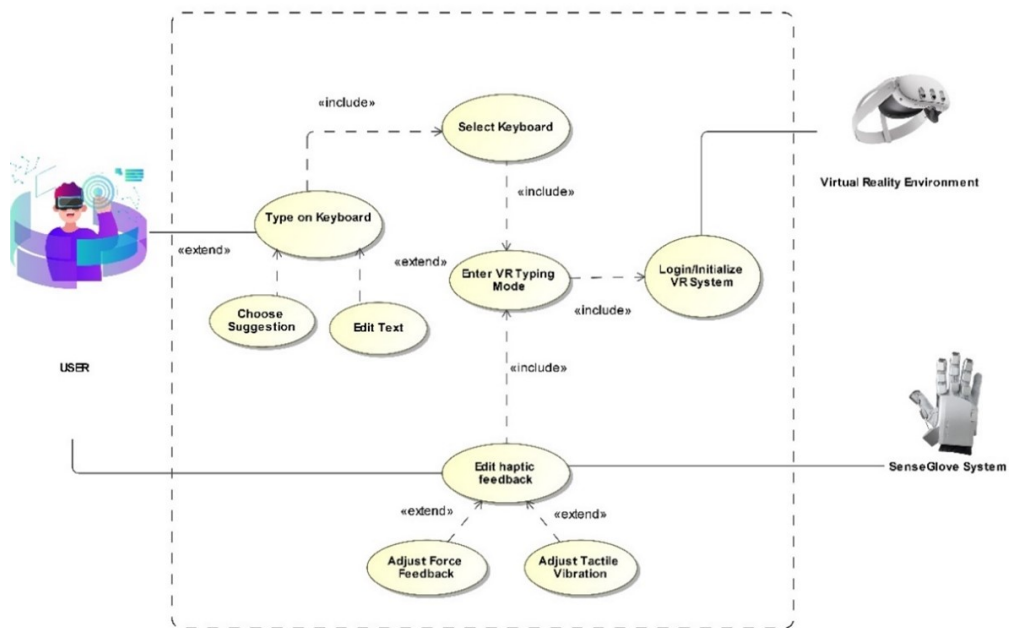 «include»
Select Keyboard
Virtual Reality Environment
«include»
Type on Keyboard
«extend»
«extend»
Enter VR Typing
Mode
Login/Initialize
VR System
«include»
Choose
Suggestion
Edit Text
USER
«include»
Edit haptic
feedback
SenseGlove System
«extend»
«extend»
Adjust Force
Feedback
Adjust Tactile
Vibration